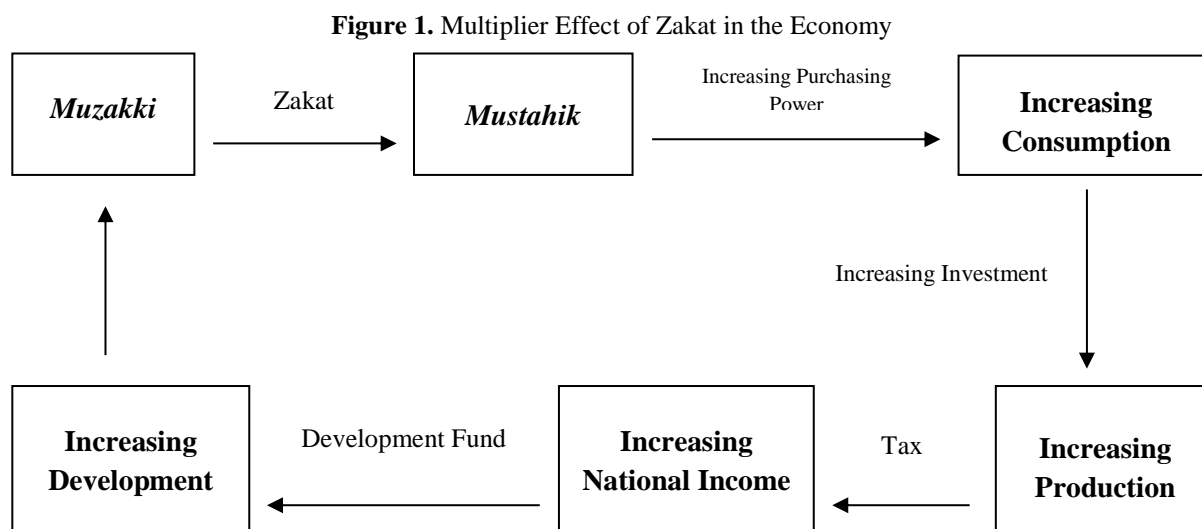 Figure 1. Multiplier Effect of Zakat in the Economy
Muzakki
Zakat
Mustahik
Increasing Purchasing
Power
Increasing
Consumption
Increasing Investment
Increasing
Development
Development Fund
Increasing
National Income
Tax
Increasing
Production